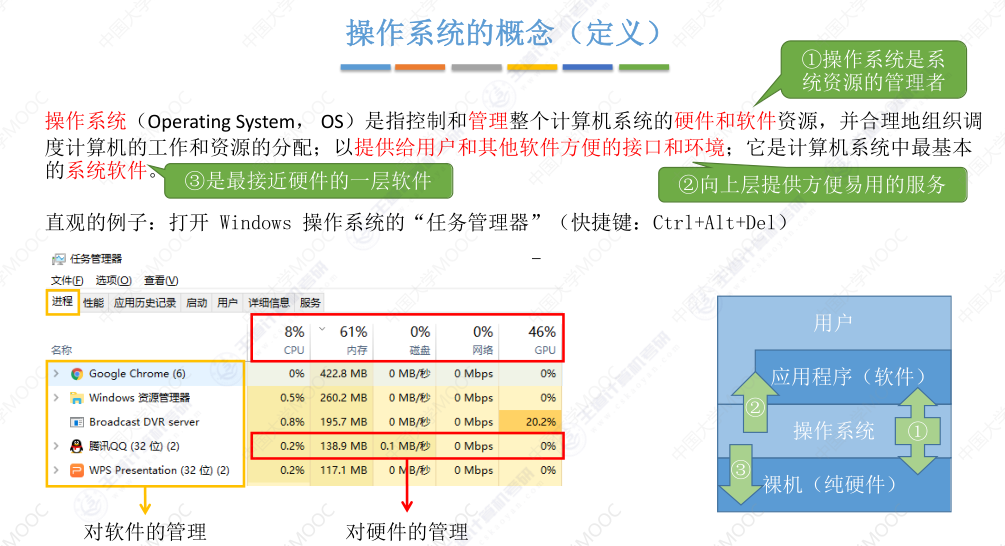 操作系统的概念（定义）
①操作系统是系
统资源的管理者
操作系统（Operating System， OS）是指控制和管理整个计算机系统的硬件和软件资源，并合理地组织调
度计算机的工作和资源的分配；以提供给用户和其他软件方便的接口和环境；它是计算机系统中最基本
的系统软件。
③是最接近硬件的一层软件
②向上层提供方便易用的服务
直观的例子：打开 Windows 操作系统的“任务管理器”（快捷键：Ctrl+Alt+Del）
任务管理器
文件(F) 选项(O) 查看(V)
进程 性能 应用历史记录 启动 用户 详细信息 服务
8% 61% 0% 0% 46%
名称 CPU 内存 磁盘 网络 GPU
Google Chrome (6) 0% 422.8 MB 0 MB/秒 0 Mbps 0%
Windows 资源管理器 0.5% 260.2 MB 0 MB/秒 0 Mbps 0%
Broadcast DVR server 0.8% 195.7 MB 0 MB/秒 0 Mbps 20.2%
腾讯QQ (32 位) (2) 0.2% 138.9 MB 0.1 MB/秒 0 Mbps 0%
WPS Presentation (32 位) (2) 0.2% 117.1 MB 0 MB/秒 0 Mbps 0%
对软件的管理
对硬件的管理
用户
应用程序（软件）
②
操作系统
①
③
裸机（纯硬件）
中国大学MOOC
王道计算机考研